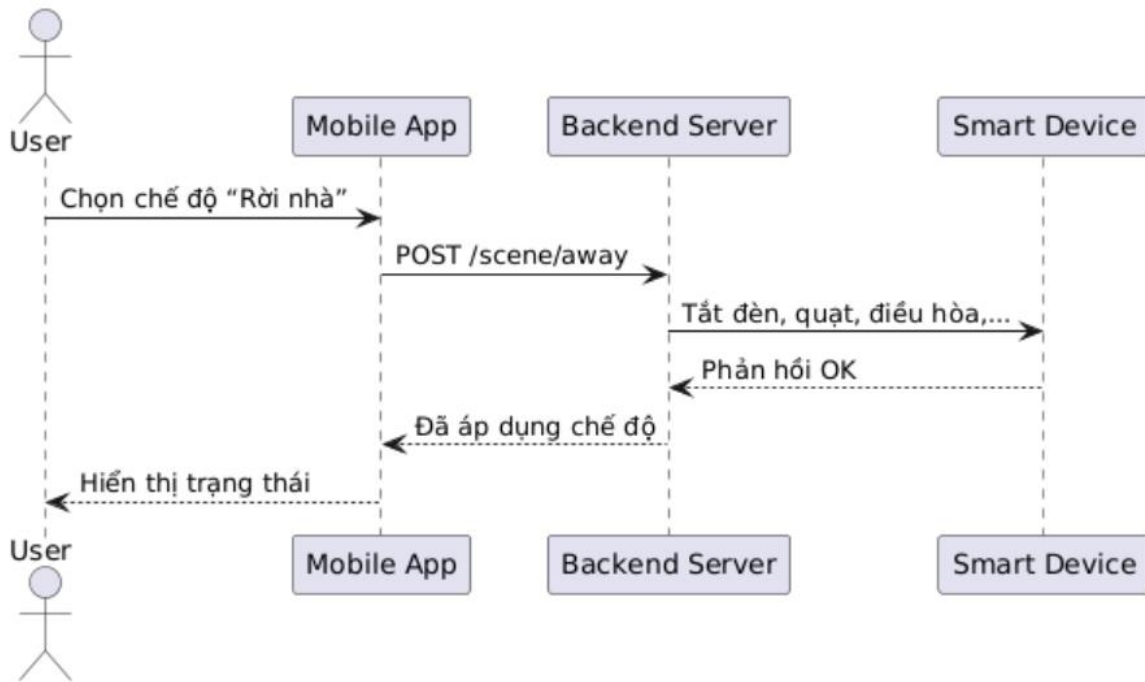 User
Mobile App
Backend Server
Smart Device
Chọn chế độ “Rời nhà”
POST /scene/away
Tắt đèn, quạt, điều hòa,...
Phản hồi OK
Đã áp dụng chế độ
Hiển thị trạng thái
User
Mobile App
Backend Server
Smart Device